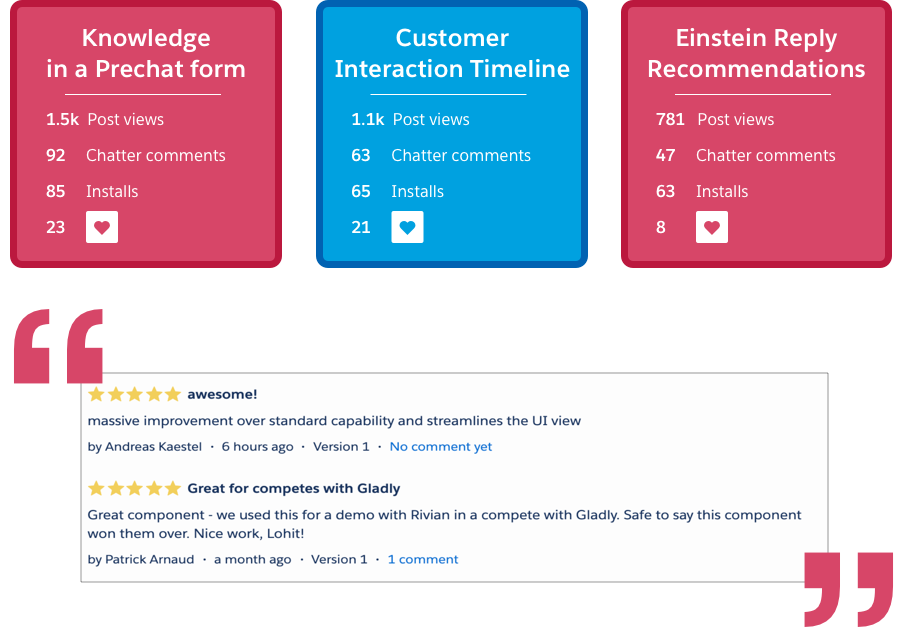 Knowledge
in a Prechat form
1.5k Post views
92 Chatter comments
85 Installs
23
Customer
Interaction Timeline
1.1k Post views
63 Chatter comments
65 Installs
21
Einstein Reply
Recommendations
781 Post views
47 Chatter comments
63 Installs
8
“
awesome!
massive improvement over standard capability and streamlines the UI view
by Andreas Kaestel · 6 hours ago · Version 1 · No comment yet
Great for competes with Gladly
Great component - we used this for a demo with Rivian in a compete with Gladly. Safe to say this component
won them over. Nice work, Lohit!
by Patrick Arnaud · a month ago · Version 1 · 1 comment
”